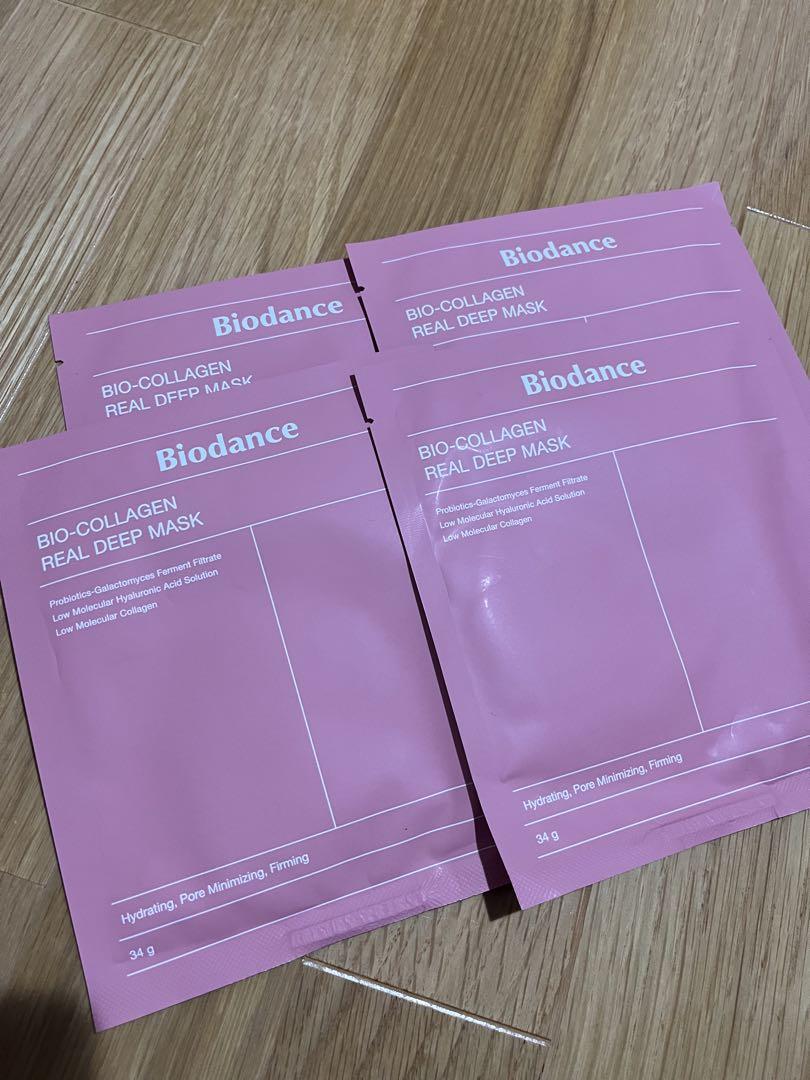 Biodance
BIO-COLLAGEN
REAL DEEP MASK
Biodance
BIO-COLLAGEN
REAL DEEP MASK
Biodance
BIO-COLLAGEN
REAL DEEP MASK
Probiotics-Galactomyces Ferment Filtrate
Low Molecular Hyaluronic Acid Solution
Low Molecular Collagen
Hydrating, Pore Minimizing, Firming
34 g
Biodance
BIO-COLLAGEN
REAL DEEP MASK
Probiotics-Galactomyces Ferment Filtrate
Low Molecular Hyaluronic Acid Solution
Low Molecular Collagen
Hydrating, Pore Minimizing, Firming
34 g